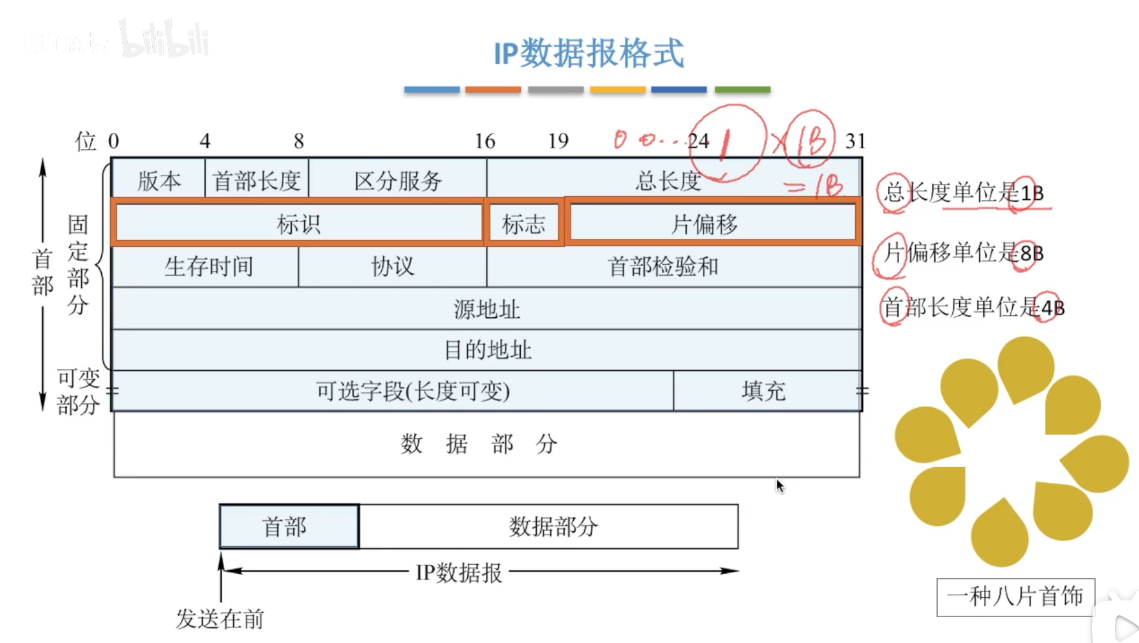 bilibili
IP数据报格式
位 0 4 8 16 19 24 31
0 0... 1 × 1B
= 1B
版本 首部长度 区分服务 总长度
标识 标志 片偏移
生存时间 协议 首部检验和
源地址
目的地址
可选字段(长度可变) 填充
数据部分
首部
固定部分
可变部分
总长度单位是1B
片偏移单位是8B
首部长度单位是4B
一种八片首饰
首部 数据部分
IP数据报
发送在前